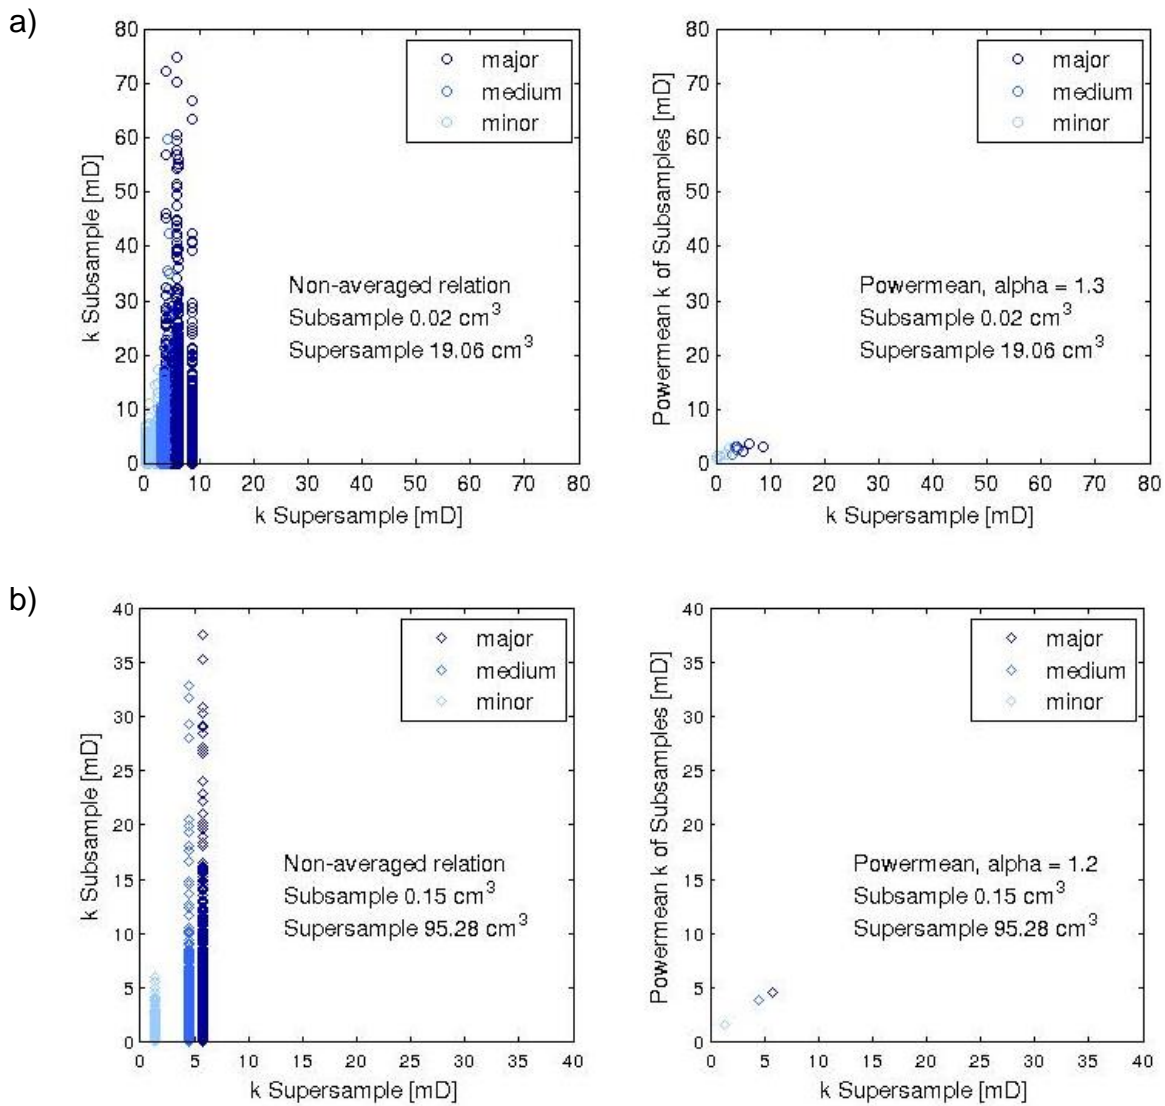 a)
80
70
60
50
40
30
20
10
0
k Subsample [mD]
major
medium
minor
Non-averaged relation
Subsample 0.02 cm³
Supersample 19.06 cm³
0 10 20 30 40 50 60 70 80
k Supersample [mD]
80
70
60
50
40
30
20
10
0
Powermean k of Subsamples [mD]
major
medium
minor
Powermean, alpha = 1.3
Subsample 0.02 cm³
Supersample 19.06 cm³
0 10 20 30 40 50 60 70 80
k Supersample [mD]
b)
40
35
30
25
20
15
10
5
0
k Subsample [mD]
major
medium
minor
Non-averaged relation
Subsample 0.15 cm³
Supersample 95.28 cm³
0 5 10 15 20 25 30 35 40
k Supersample [mD]
40
35
30
25
20
15
10
5
0
Powermean k of Subsamples [mD]
major
medium
minor
Powermean, alpha = 1.2
Subsample 0.15 cm³
Supersample 95.28 cm³
0 5 10 15 20 25 30 35 40
k Supersample [mD]